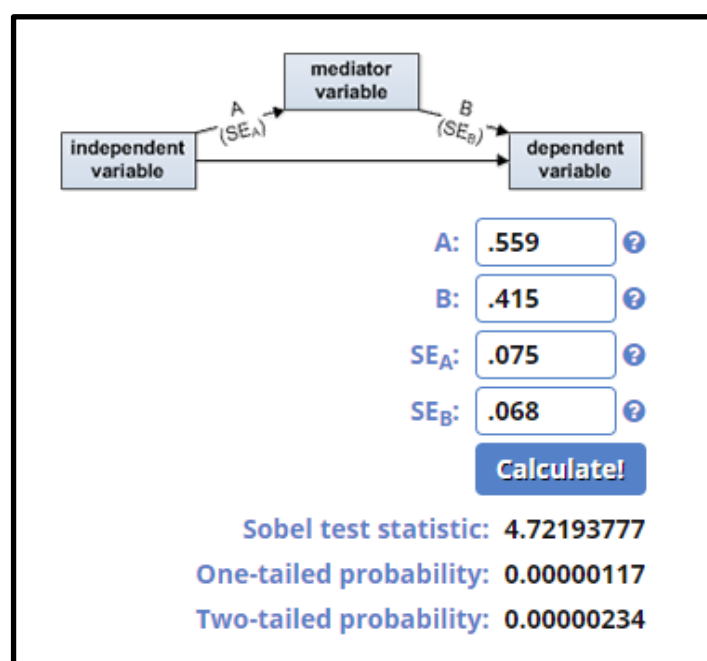 mediator
variable
A
(SEA)
B
(SEB)
independent
variable
dependent
variable
A: .559 ?
B: .415 ?
SEA: .075 ?
SEB: .068 ?
Calculate!
Sobel test statistic: 4.72193777
One-tailed probability: 0.00000117
Two-tailed probability: 0.00000234